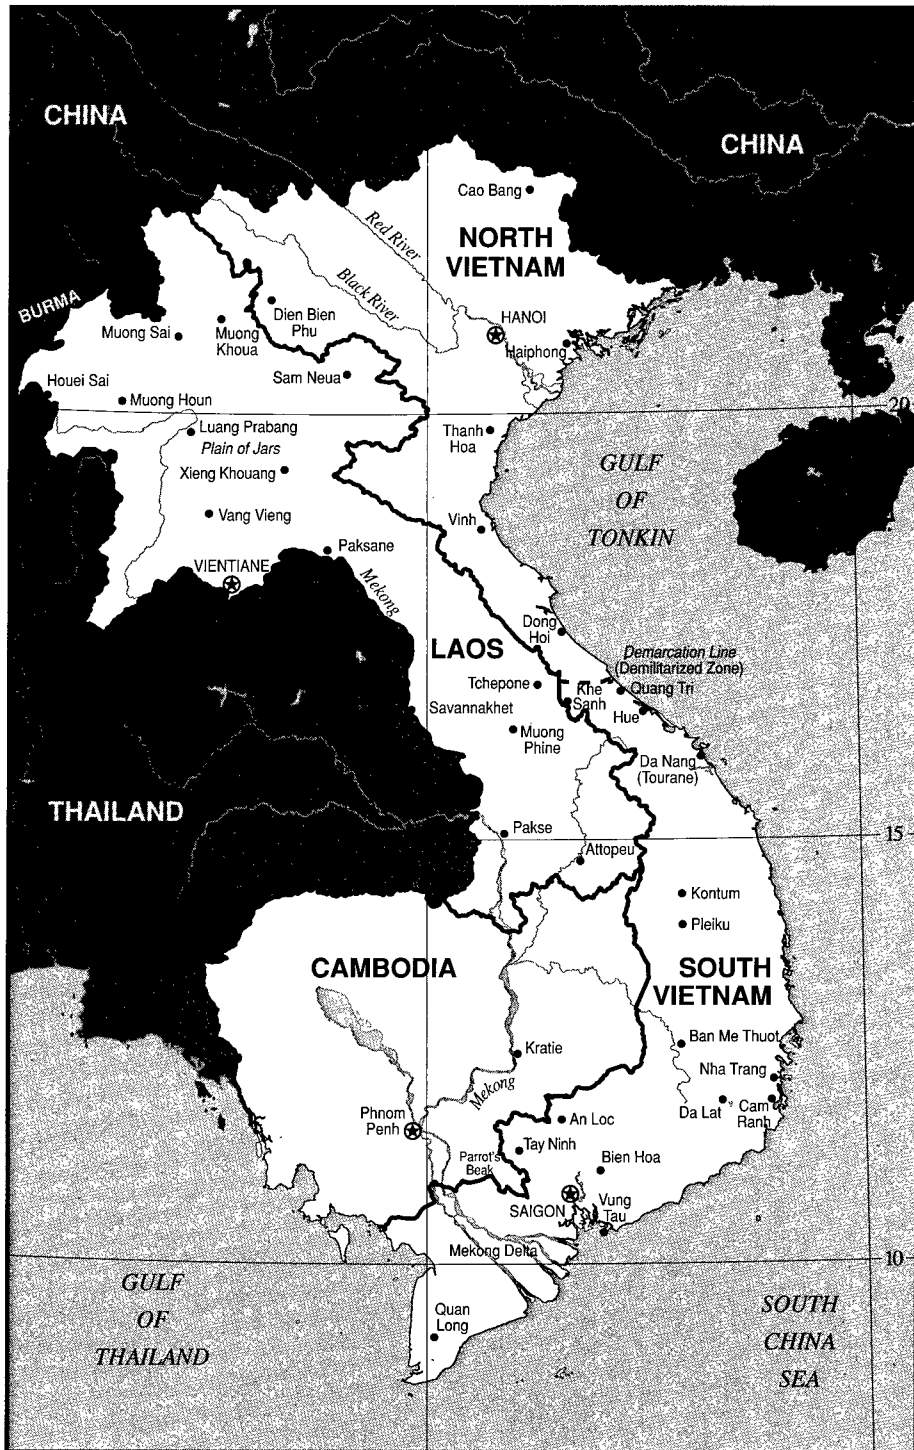 CHINA
CHINA
Cao Bang
Red River
NORTH
VIETNAM
Black River
BURMA
Dien Bien
Phu
HANOI
Muong Sai
Muong
Khoua
Haiphong
Houei Sai
Sam Neua
Muong Houn
20
Luang Prabang
Thanh
Hoa
Plain of Jars
GULF
OF
TONKIN
Xieng Khouang
Vang Vieng
Vinh
Paksane
VIENTIANE
Mekong
Dong
Hoi
LAOS
Demarcation Line
(Demilitarized Zone)
Tchepone
Khe
Sanh
Quang Tri
Savannakhet
Hue
Muong
Phine
Da Nang
(Tourane)
THAILAND
Pakse
15
Attopeu
Kontum
Pleiku
CAMBODIA
SOUTH
VIETNAM
Ban Me Thuot
Kratie
Nha Trang
Mekong
Da Lat
Cam
Ranh
Phnom
Penh
An Loc
Tay Ninh
Parrot's
Beak
Bien Hoa
SAIGON
Vung
Tau
Mekong Delta
10
GULF
OF
THAILAND
Quan
Long
SOUTH
CHINA
SEA